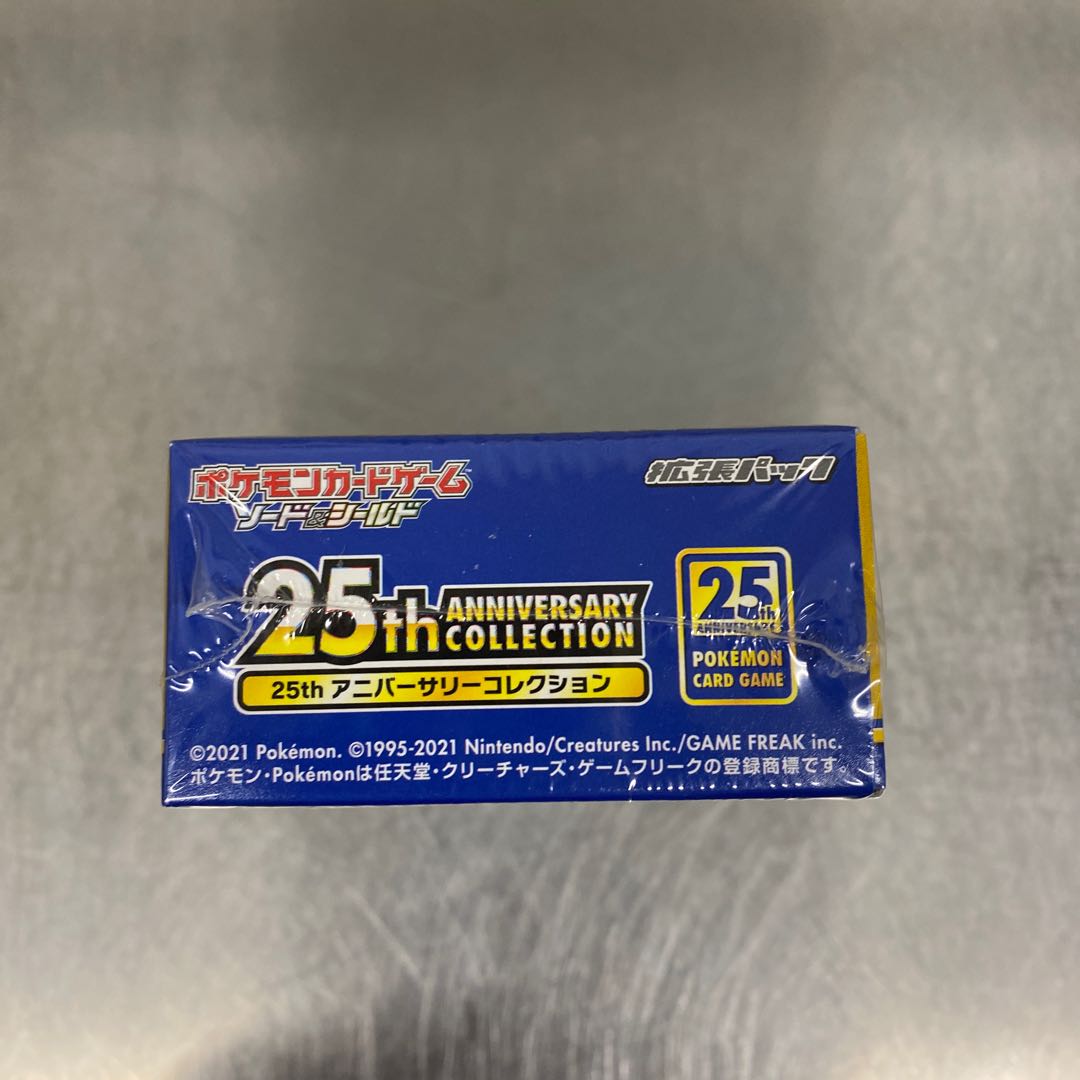 ポケモンカードゲーム
ソード&シールド
拡張パック
25th ANNIVERSARY COLLECTION
25th アニバーサリーコレクション
25th
ANNIVERSARY
POKÉMON
CARD GAME
©2021 Pokémon. ©1995-2021 Nintendo/Creatures Inc./GAME FREAK inc.
ポケモン・Pokémonは任天堂・クリーチャーズ・ゲームフリークの登録商標です。